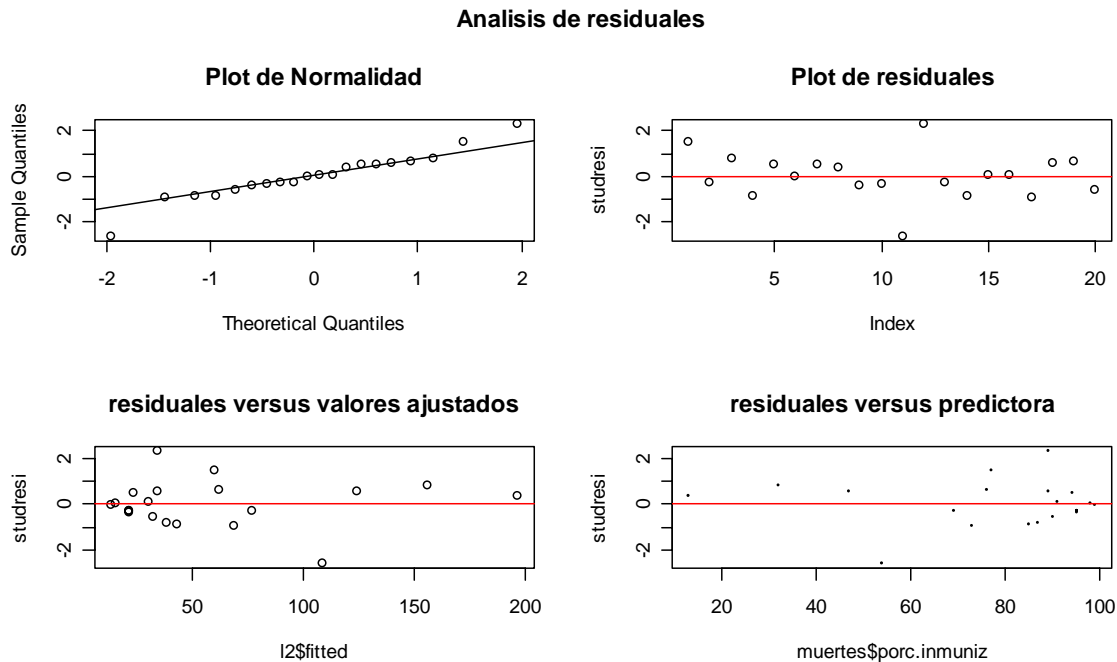 Analisis de residuales
Plot de Normalidad
Sample Quantiles
2
0
-2
-2
-1
0
1
2
Theoretical Quantiles
Plot de residuales
studresi
2
0
-2
5
10
15
20
Index
residuales versus valores ajustados
studresi
2
0
-2
50
100
150
200
l2$fitted
residuales versus predictora
studresi
2
0
-2
20
40
60
80
100
muertes$porc.inmuniz